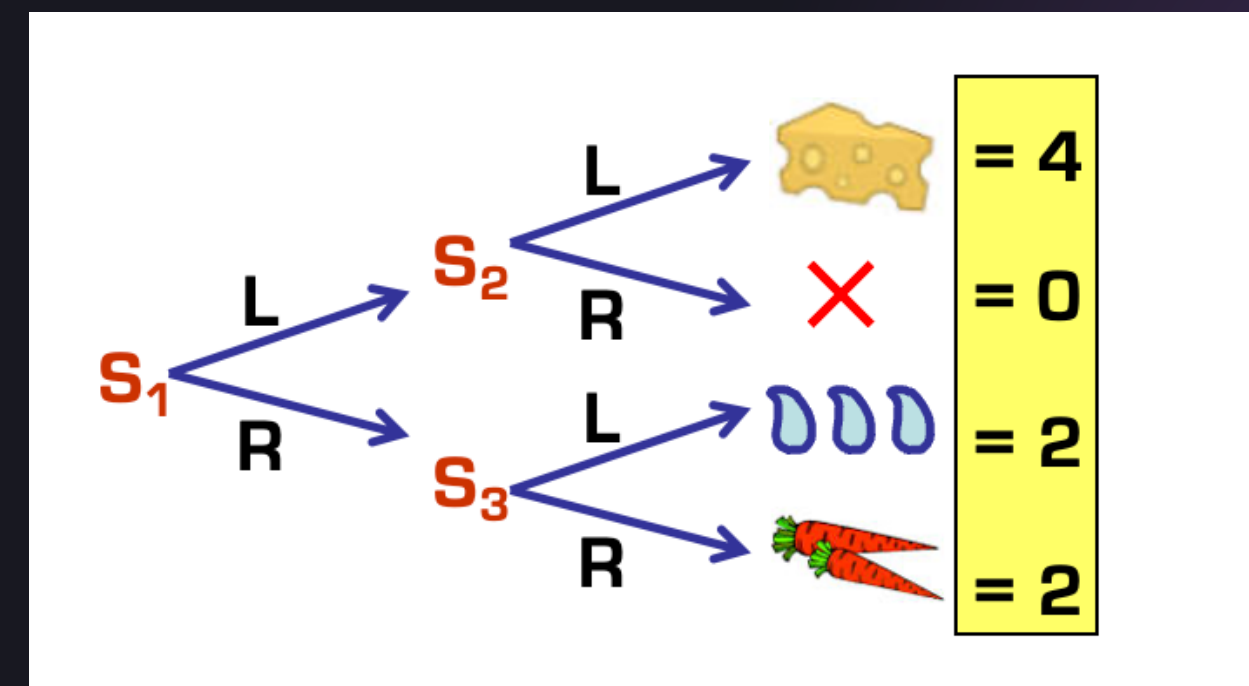 L
= 4
S₂
L
R
= 0
S₁
L
R
= 2
S₃
R
= 2